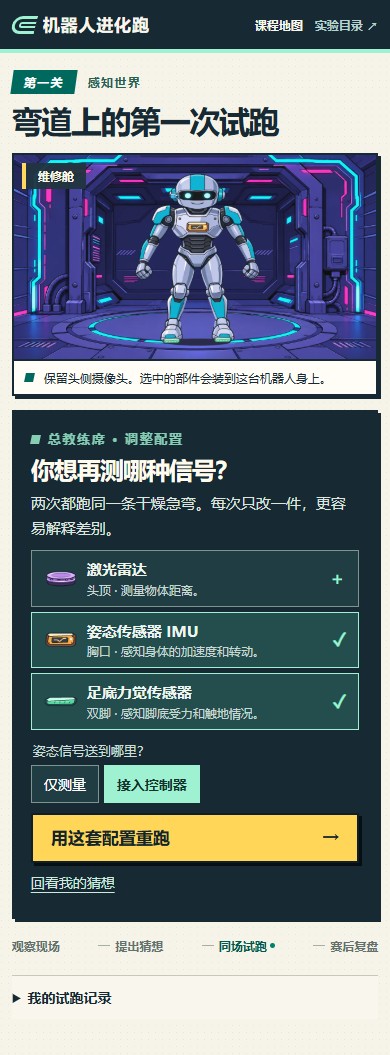 机器人进化跑
课程地图 实验目录 ↗
第一关 感知世界
弯道上的第一次试跑
维修舱
保留头侧摄像头。选中的部件会装到这台机器人身上。
总教练席 · 调整配置
你想再测哪种信号？
两次都跑同一条干燥急弯。每次只改一件，更容
易解释差别。
激光雷达
头顶 · 测量物体距离。
+
姿态传感器 IMU
胸口 · 感知身体的加速度和转动。
✓
足底力觉传感器
双脚 · 感知脚底受力和触地情况。
✓
姿态信号送到哪里？
仅测量 接入控制器
用这套配置重跑 →
回看我的猜想
观察现场 — 提出猜想 — 同场试跑 — 赛后复盘
▶ 我的试跑记录